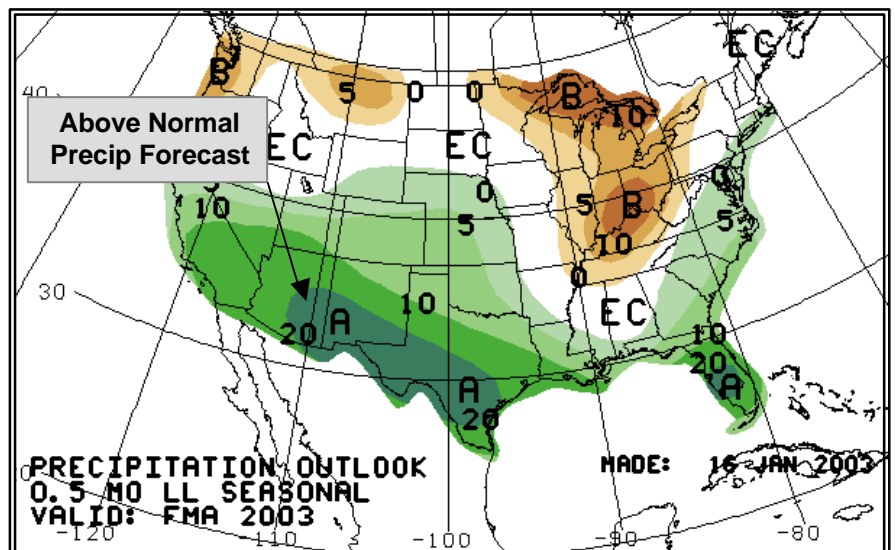 EC
B
5
0
0
B
10
40
Above Normal
Precip Forecast
EC
EC
0
5
0
5
B
10
5
5
10
0
30
10
EC
20
A
10
20
A
A
20
PRECIPITATION OUTLOOK
0.5 MO LL SEASONAL
VALID: FMA 2003
MADE: 16 JAN 2003
-120
-110
-100
-90
-80